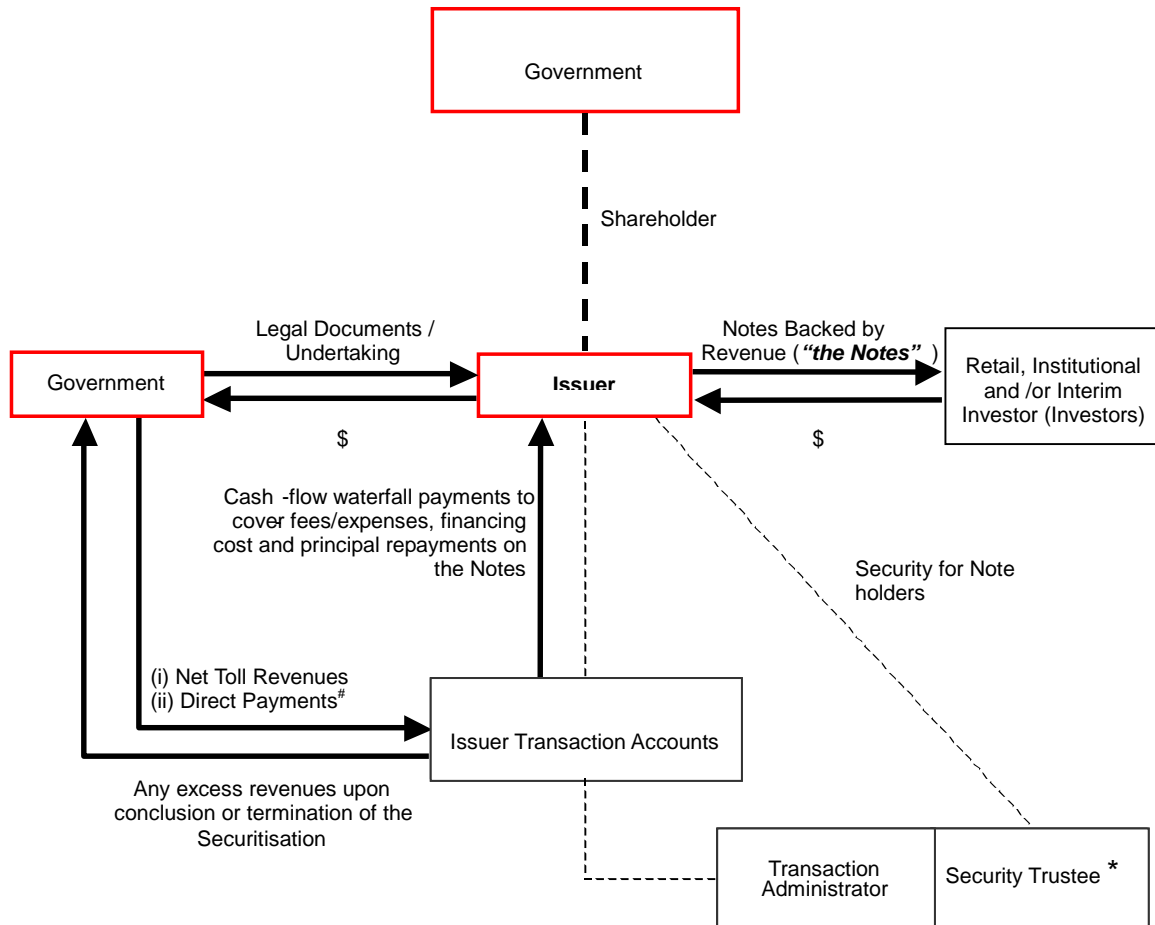 Government
Shareholder
Legal Documents /
Undertaking
Notes Backed by
Revenue (“the Notes” )
Government
Issuer
Retail, Institutional
and /or Interim
Investor (Investors)
$
$
Cash -flow waterfall payments to
cover fees/expenses, financing
cost and principal repayments on
the Notes
Security for Note
holders
(i) Net Toll Revenues
(ii) Direct Payments#
Issuer Transaction Accounts
Any excess revenues upon
conclusion or termination of the
Securitisation
Transaction
Administrator
Security Trustee *